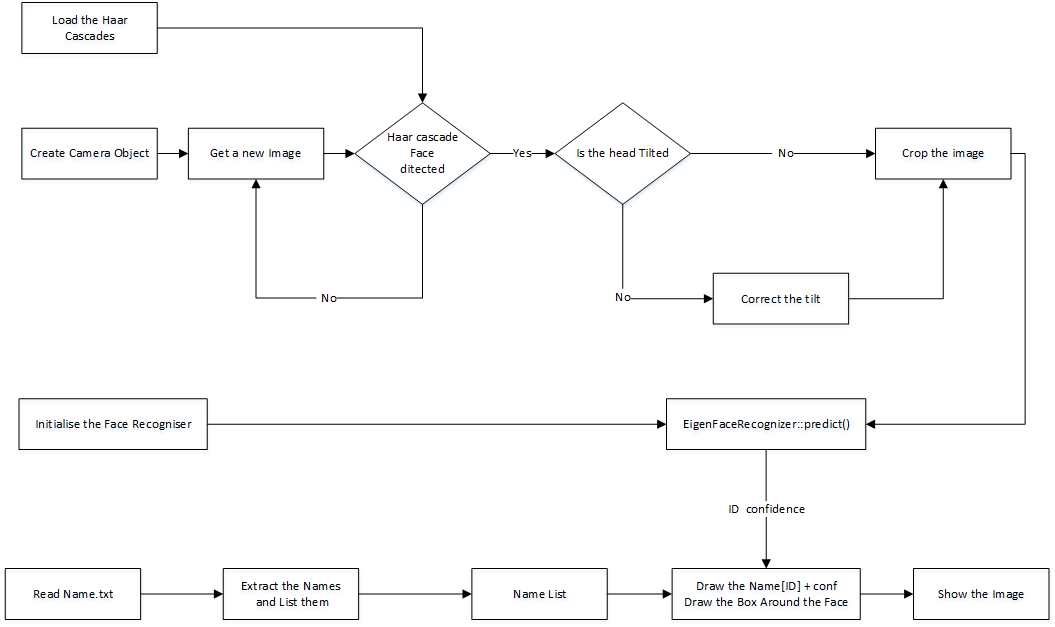 Load the Haar
Cascades
Create Camera Object
Get a new Image
Haar cascade
Face
ditected
Yes
Is the head Tilted
No
Crop the image
No
No
Correct the tilt
Initialise the Face Recogniser
EigenFaceRecognizer::predict()
ID confidence
Read Name.txt
Extract the Names
and List them
Name List
Draw the Name[ID] + conf
Draw the Box Around the Face
Show the Image